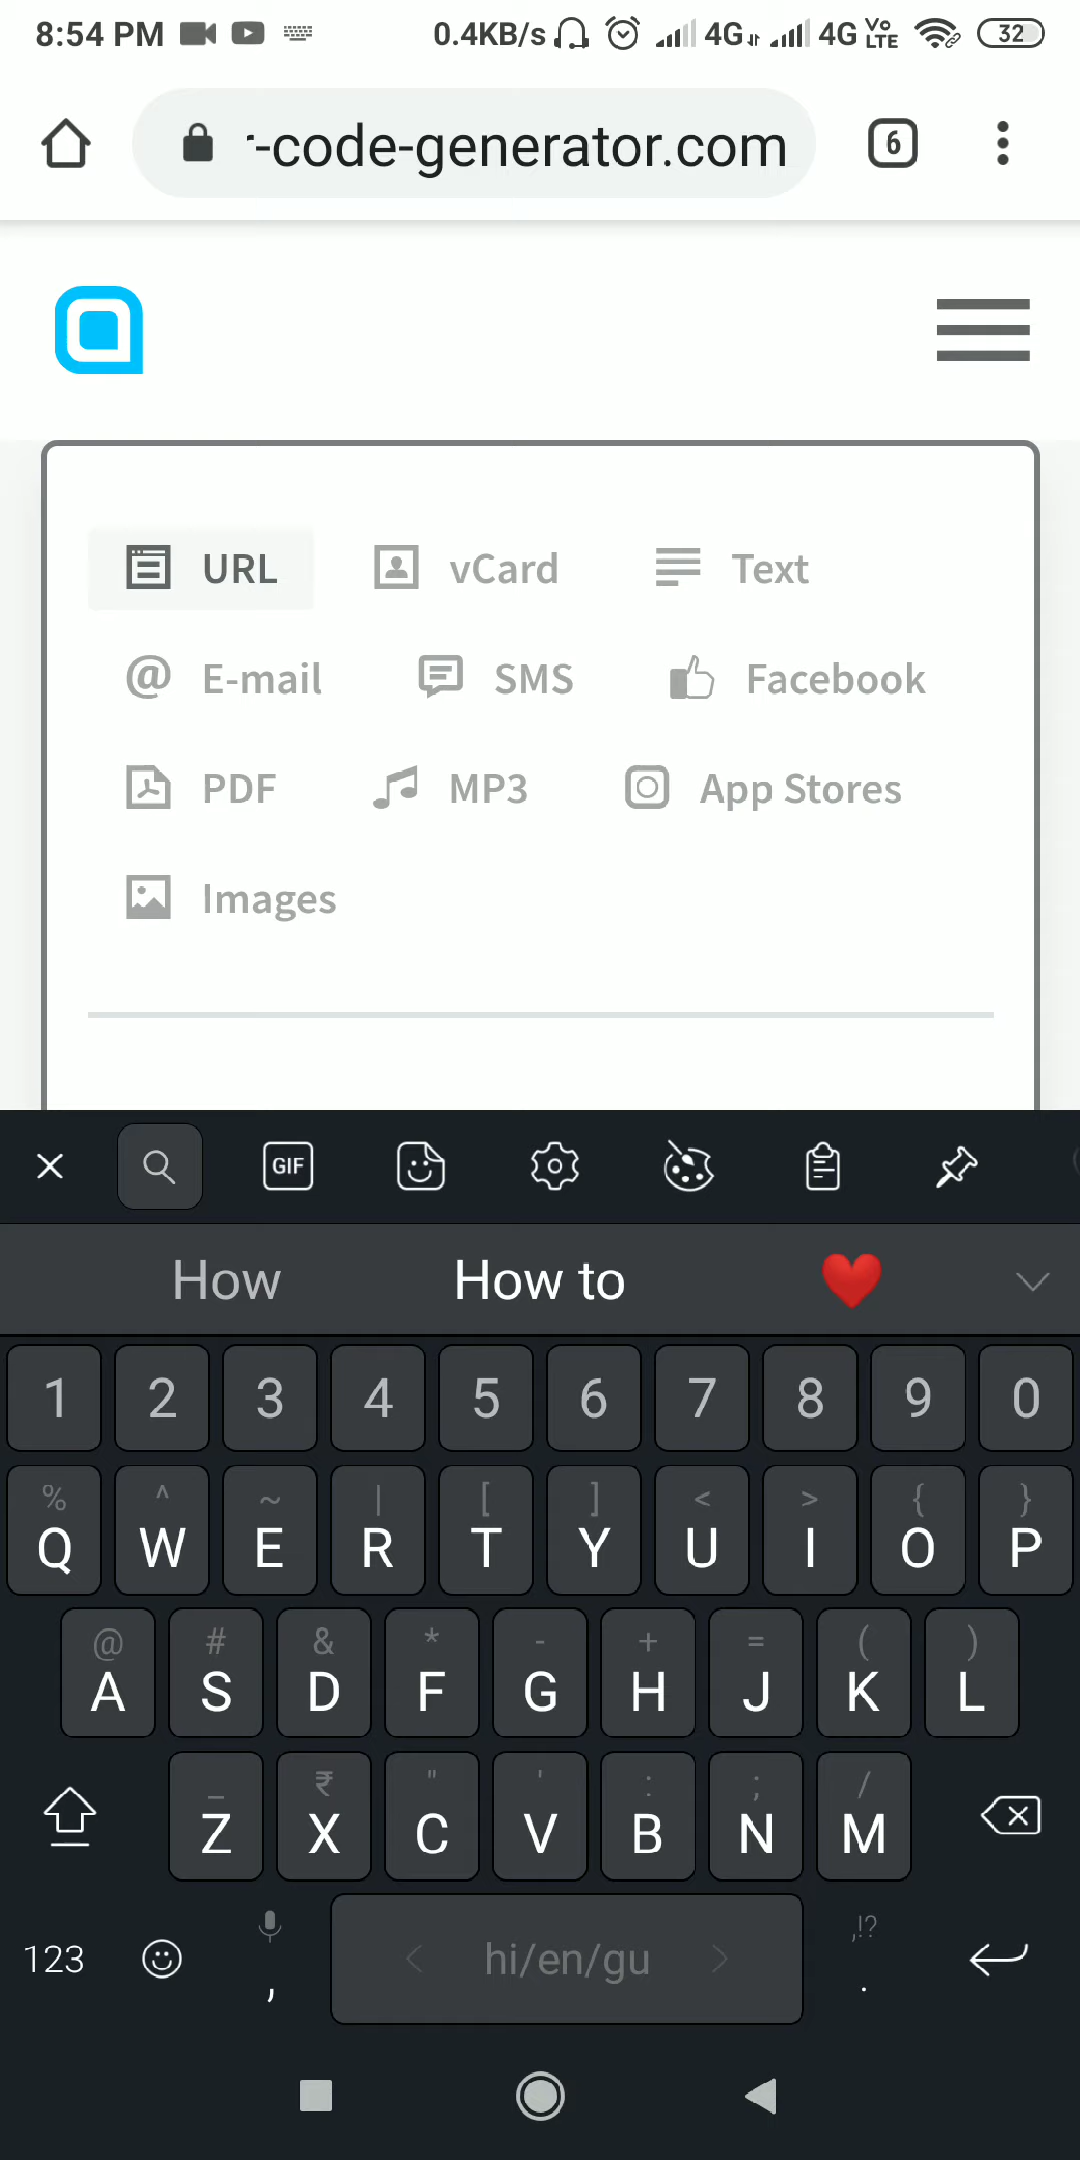 8:54 PM 0.4KB/s 4G 4G Vo LTE 32
r-code-generator.com 6
URL vCard Text
E-mail SMS Facebook
PDF MP3 App Stores
Images
GIF
How How to ❤️
1 2 3 4 5 6 7 8 9 0
% ^ ~ | [ ] < > { }
Q W E R T Y U I O P
@ # & * - + = ( )
A S D F G H J K L
_ ₹ " ' : ; /
Z X C V B N M
,!?
123 , < hi/en/gu > .